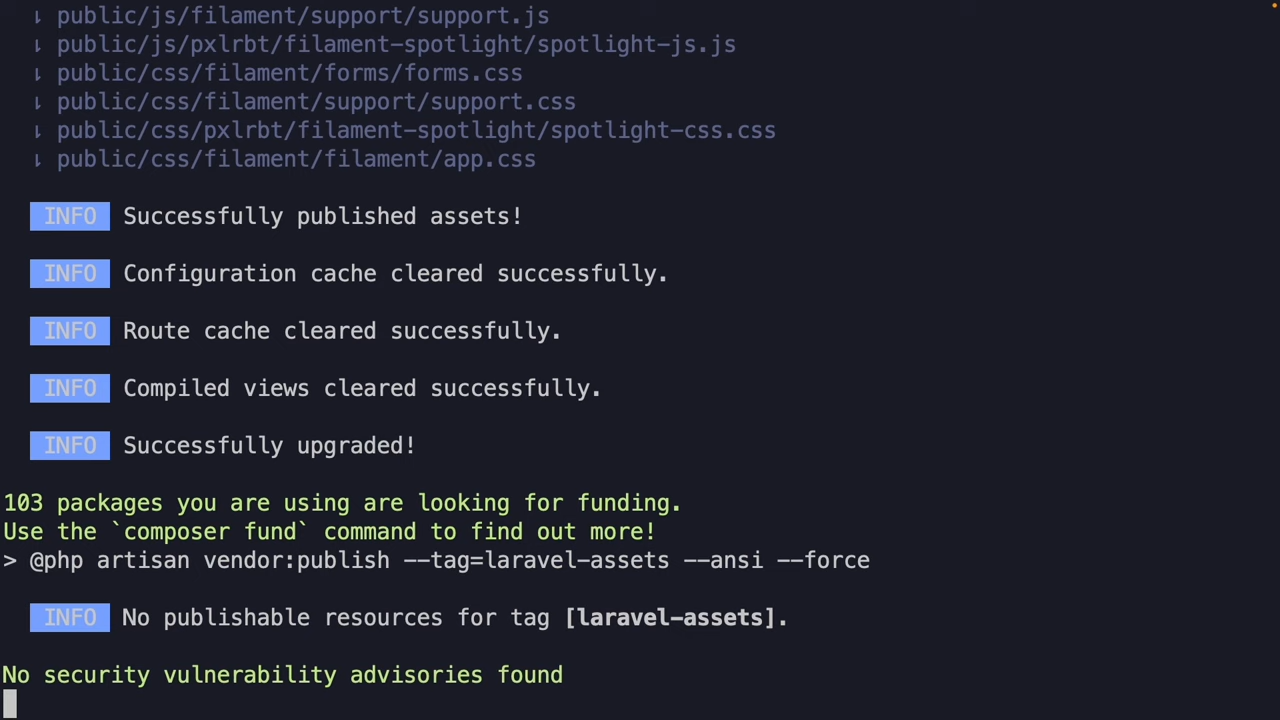 ⇂ public/js/filament/support/support.js
⇂ public/js/pxlrbt/filament-spotlight/spotlight-js.js
⇂ public/css/filament/forms/forms.css
⇂ public/css/filament/support/support.css
⇂ public/css/pxlrbt/filament-spotlight/spotlight-css.css
⇂ public/css/filament/filament/app.css
INFO Successfully published assets!
INFO Configuration cache cleared successfully.
INFO Route cache cleared successfully.
INFO Compiled views cleared successfully.
INFO Successfully upgraded!
103 packages you are using are looking for funding.
Use the `composer fund` command to find out more!
> @php artisan vendor:publish --tag=laravel-assets --ansi --force
INFO No publishable resources for tag [laravel-assets].
No security vulnerability advisories found